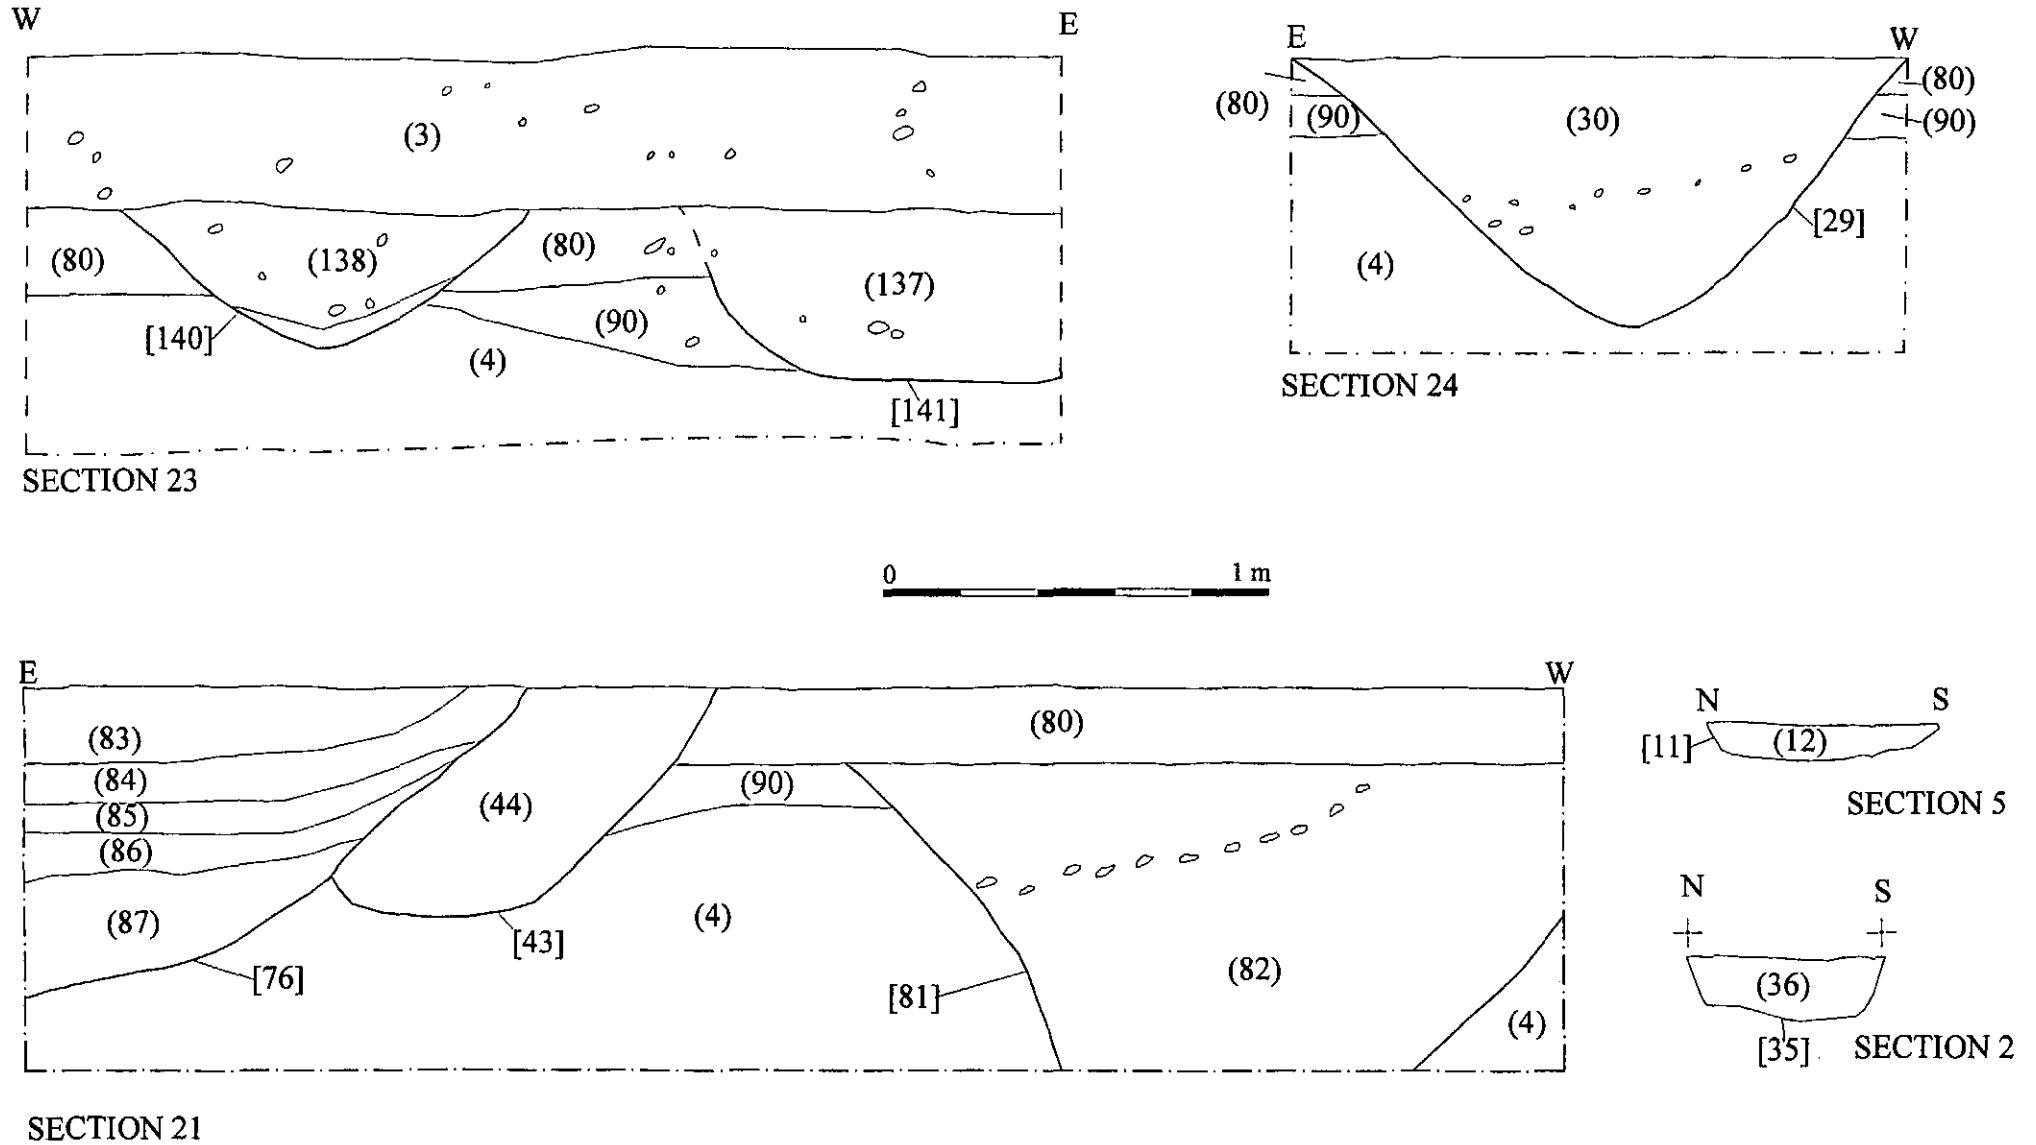 W
E
(3)
(80)
(138)
(80)
(137)
[140]
(90)
(4)
[141]
SECTION 23
E
W
(80)
(80)
(90)
(30)
(90)
[29]
(4)
SECTION 24
0 1 m
E
W
(83)
(80)
(84)
(90)
(85)
(44)
(86)
(87)
(4)
[43]
[76]
[81]
(82)
(4)
SECTION 21
N S
[11] (12)
SECTION 5
N S
(36)
[35] SECTION 2